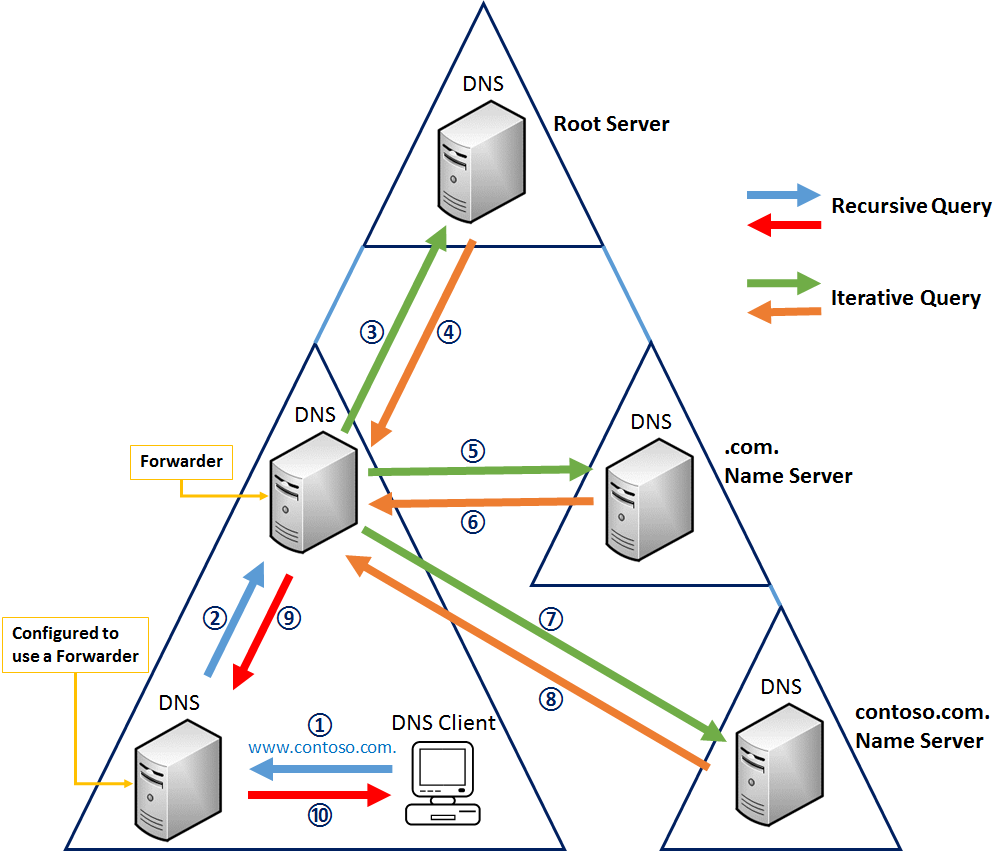 DNS
Root Server
Recursive Query
Iterative Query
③
④
DNS
DNS
Forwarder
⑤
.com.
Name Server
⑥
②
⑨
⑦
Configured to
use a Forwarder
DNS
⑧
DNS
①
DNS Client
www.contoso.com.
contoso.com.
Name Server
⑩